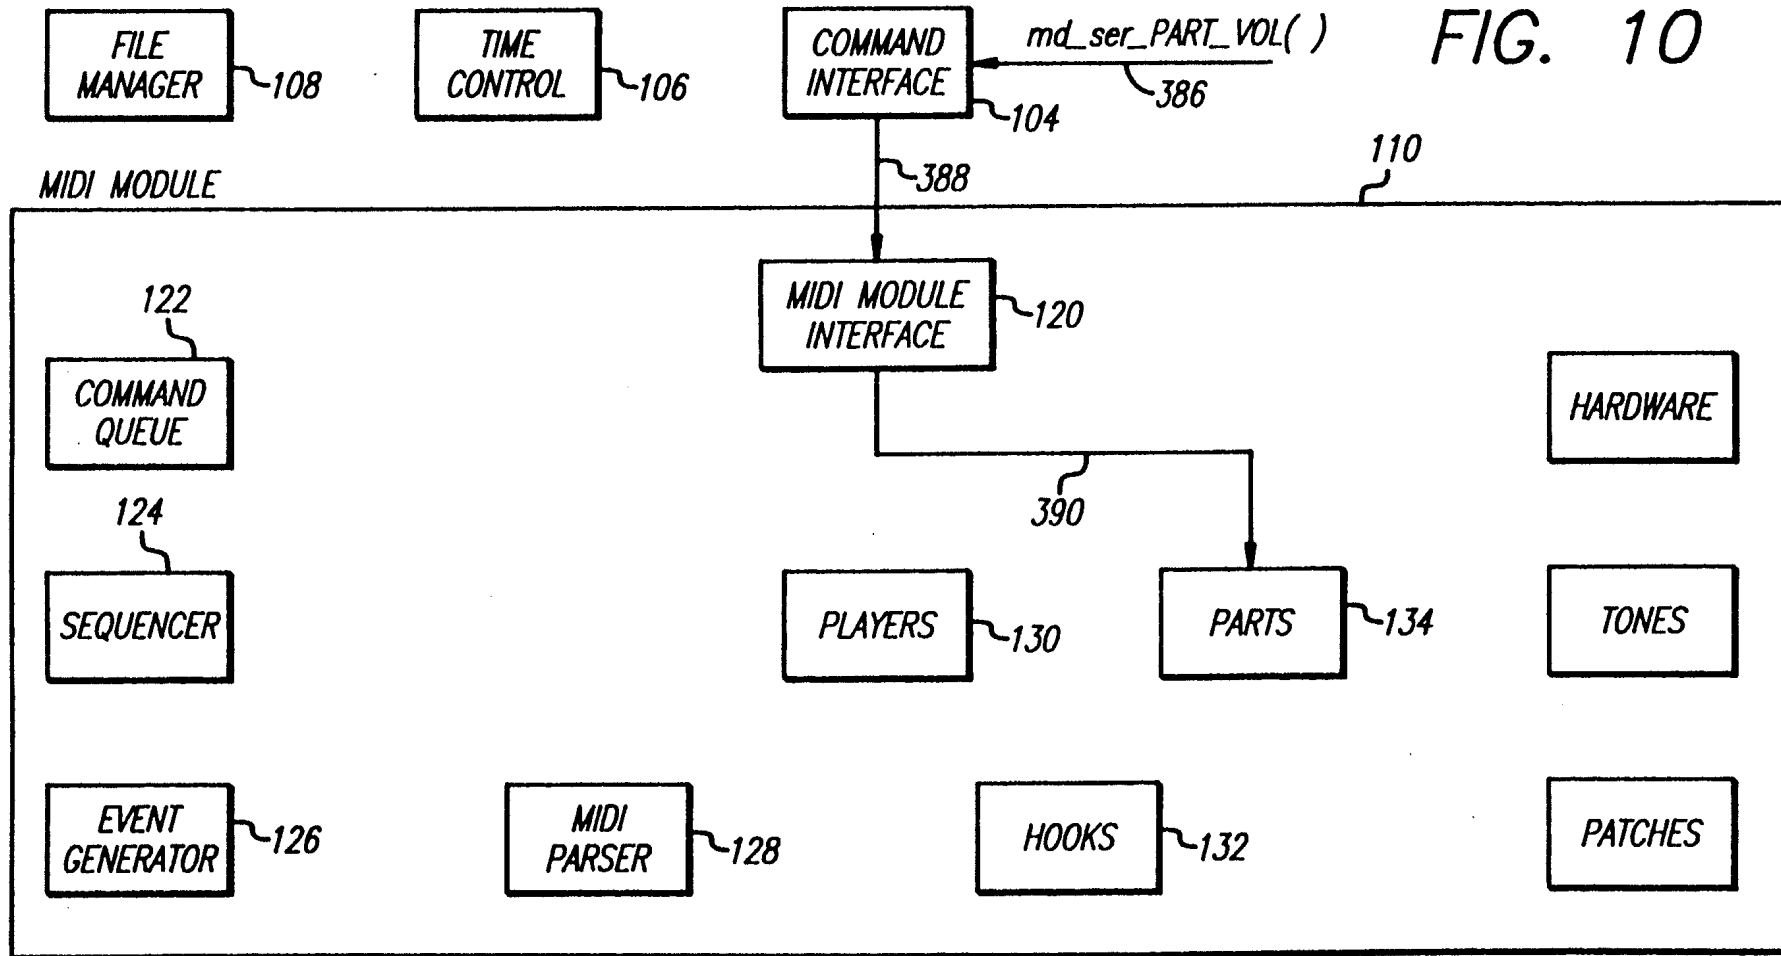 FIG. 10
FILE
MANAGER
108
TIME
CONTROL
106
COMMAND
INTERFACE
104
md_ser_PART_VOL( )
386
388
MIDI MODULE
110
MIDI MODULE
INTERFACE
120
122
COMMAND
QUEUE
HARDWARE
390
124
SEQUENCER
PLAYERS
130
PARTS
134
TONES
EVENT
GENERATOR
126
MIDI
PARSER
128
HOOKS
132
PATCHES